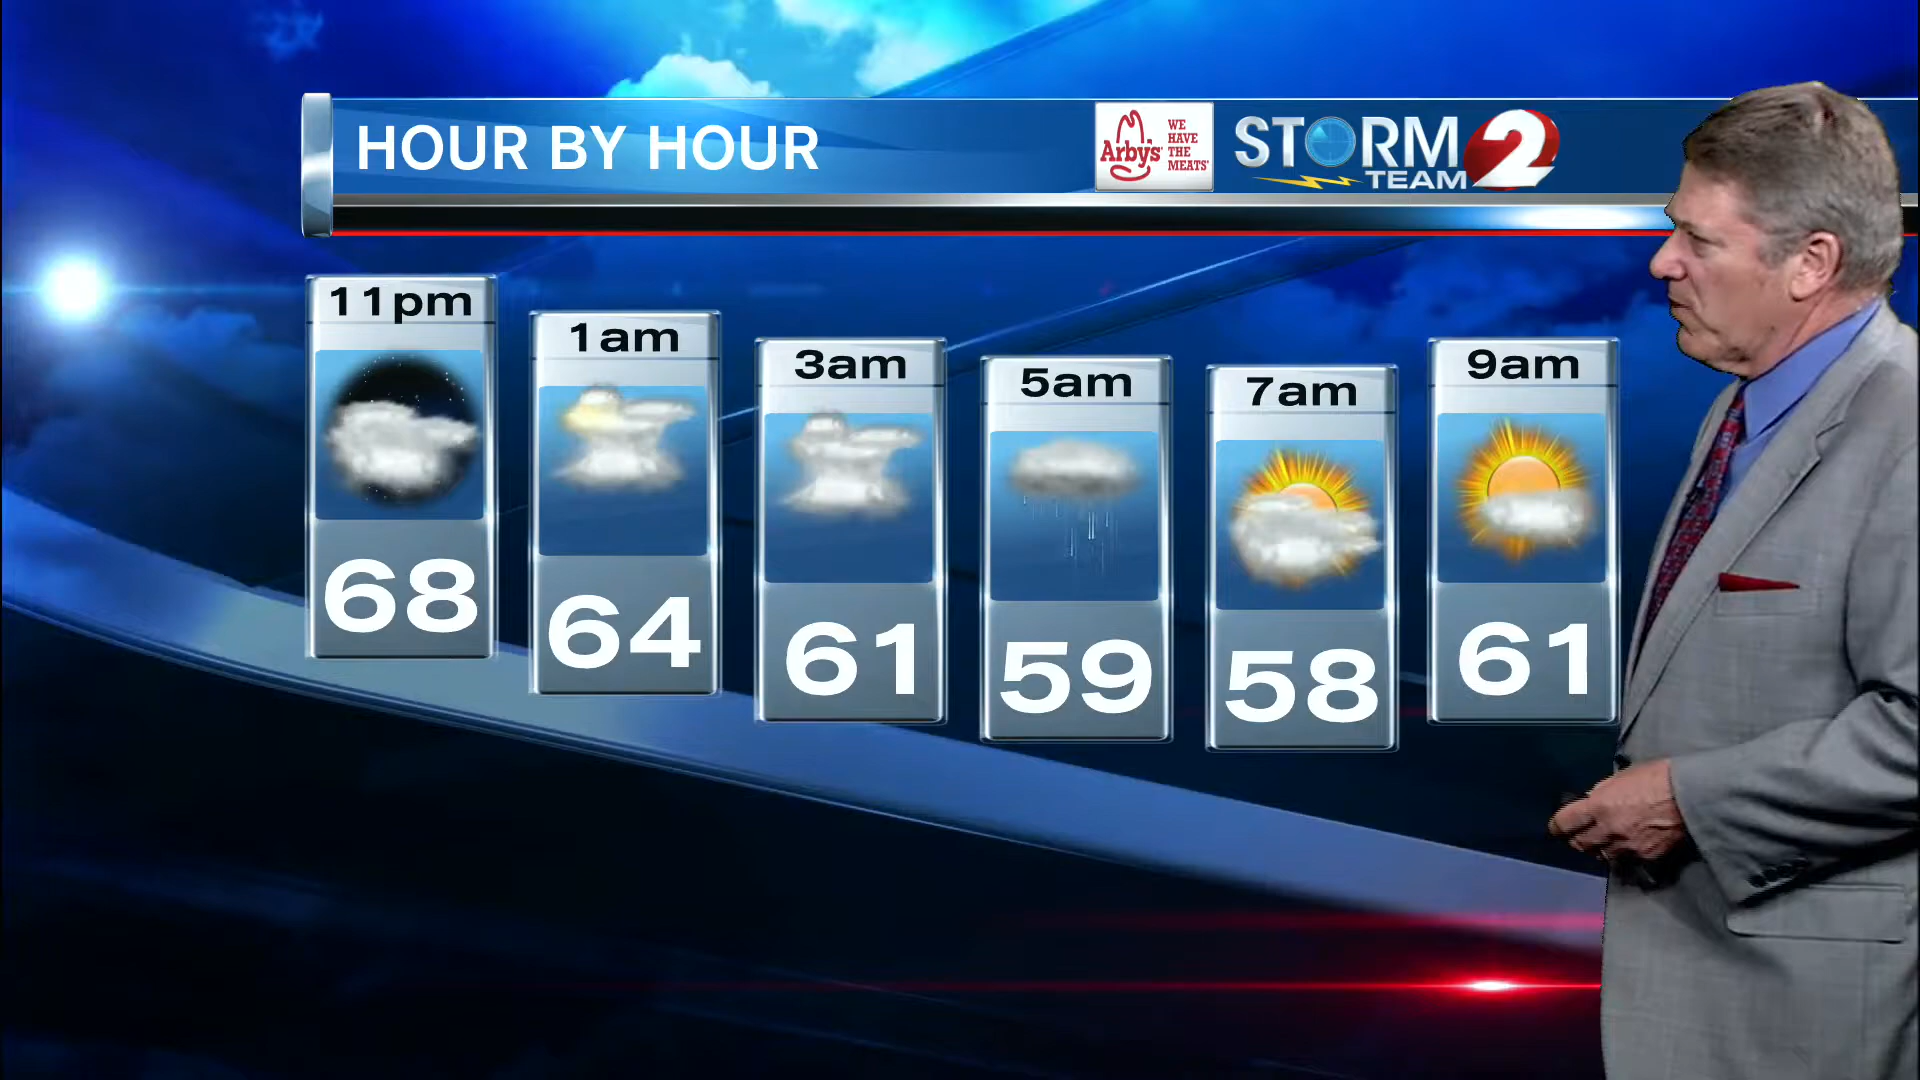 HOUR BY HOUR
Arby's
WE
HAVE
THE
MEATS
STORM
TEAM
2
11pm
1am
3am
5am
7am
9am
68
64
61
59
58
61